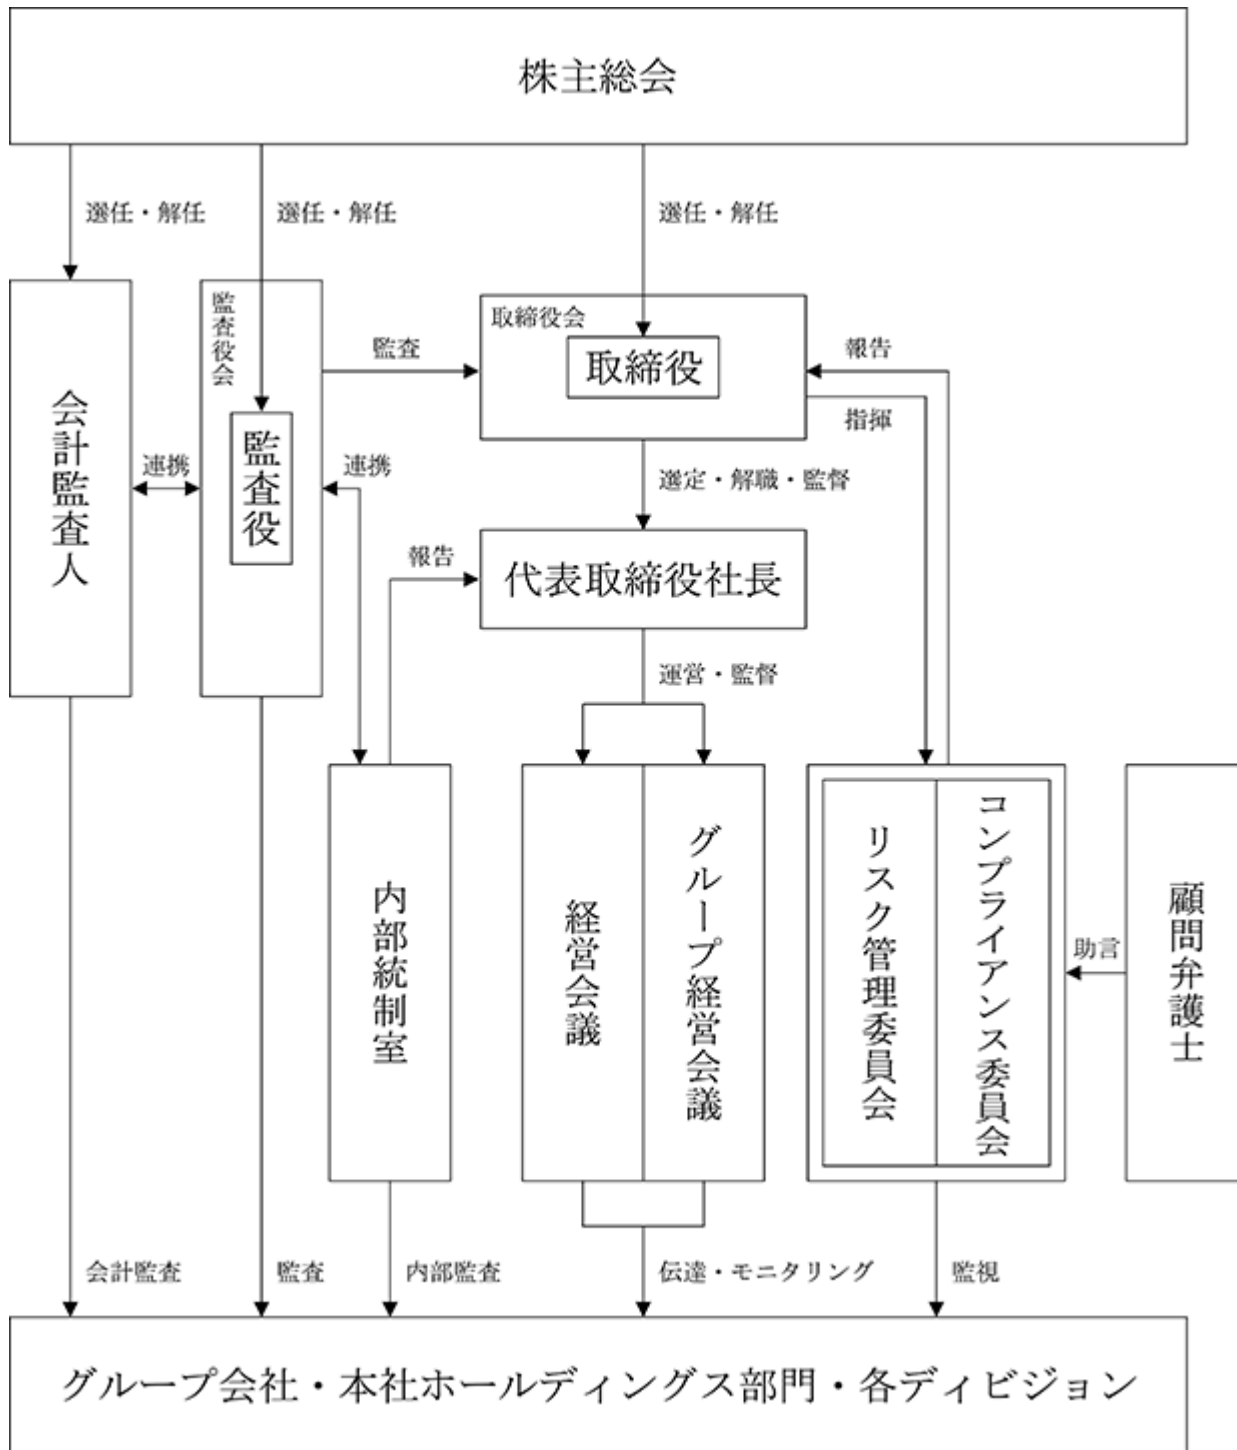 株主総会
選任・解任
選任・解任
選任・解任
会計監査人
監査役会
監査役
連携
監査
連携
取締役会
取締役
報告
指揮
選定・解職・監督
報告
代表取締役社長
運営・監督
内部統制室
経営会議
グループ経営会議
リスク管理委員会
コンプライアンス委員会
助言
顧問弁護士
会計監査
監査
内部監査
伝達・モニタリング
監視
グループ会社・本社ホールディングス部門・各ディビジョン